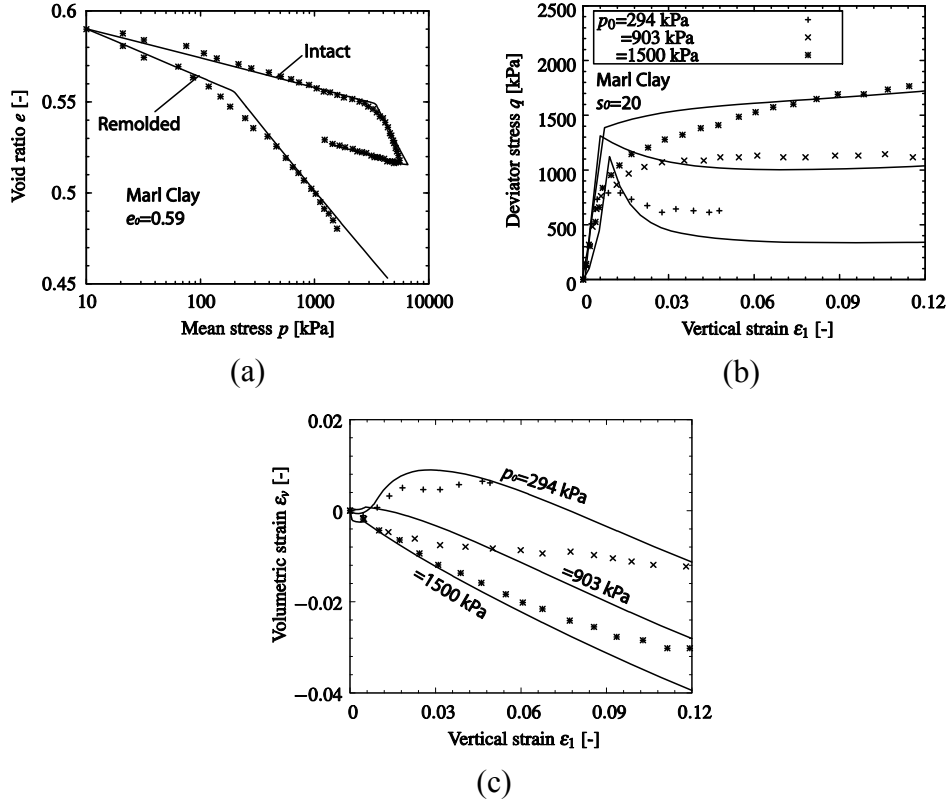 0.6
0.55
0.5
0.45
Void ratio e [-]
Intact
Remolded
Marl Clay
e₀=0.59
10
100
1000
10000
Mean stress p [kPa]
(a)
2500
2000
1500
1000
500
0
Deviator stress q [kPa]
p₀=294 kPa +
=903 kPa ×
=1500 kPa ∗
Marl Clay
s₀=20
0
0.03
0.06
0.09
0.12
Vertical strain ε₁ [-]
(b)
0.02
0
−0.02
−0.04
Volumetric strain εᵥ [-]
p₀=294 kPa
=903 kPa
=1500 kPa
0
0.03
0.06
0.09
0.12
Vertical strain ε₁ [-]
(c)